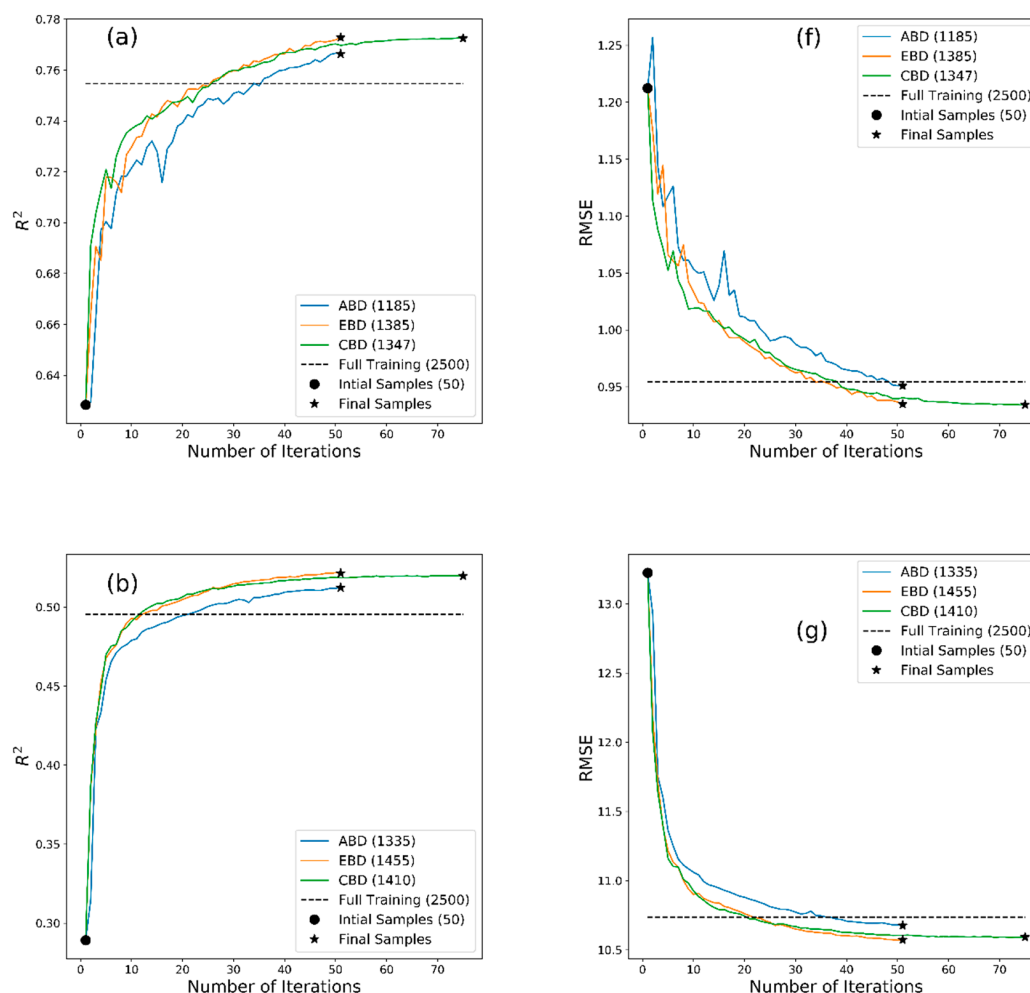 (a)
0.78
0.76
0.74
0.72
0.70
0.68
0.66
0.64
R²
ABD (1185)
EBD (1385)
CBD (1347)
Full Training (2500)
Intial Samples (50)
Final Samples
0 10 20 30 40 50 60 70
Number of Iterations
(f)
1.25
1.20
1.15
1.10
1.05
1.00
0.95
RMSE
ABD (1185)
EBD (1385)
CBD (1347)
Full Training (2500)
Intial Samples (50)
Final Samples
0 10 20 30 40 50 60 70
Number of Iterations
(b)
0.50
0.45
0.40
0.35
0.30
R²
ABD (1335)
EBD (1455)
CBD (1410)
Full Training (2500)
Intial Samples (50)
Final Samples
0 10 20 30 40 50 60 70
Number of Iterations
(g)
13.0
12.5
12.0
11.5
11.0
10.5
RMSE
ABD (1335)
EBD (1455)
CBD (1410)
Full Training (2500)
Intial Samples (50)
Final Samples
0 10 20 30 40 50 60 70
Number of Iterations